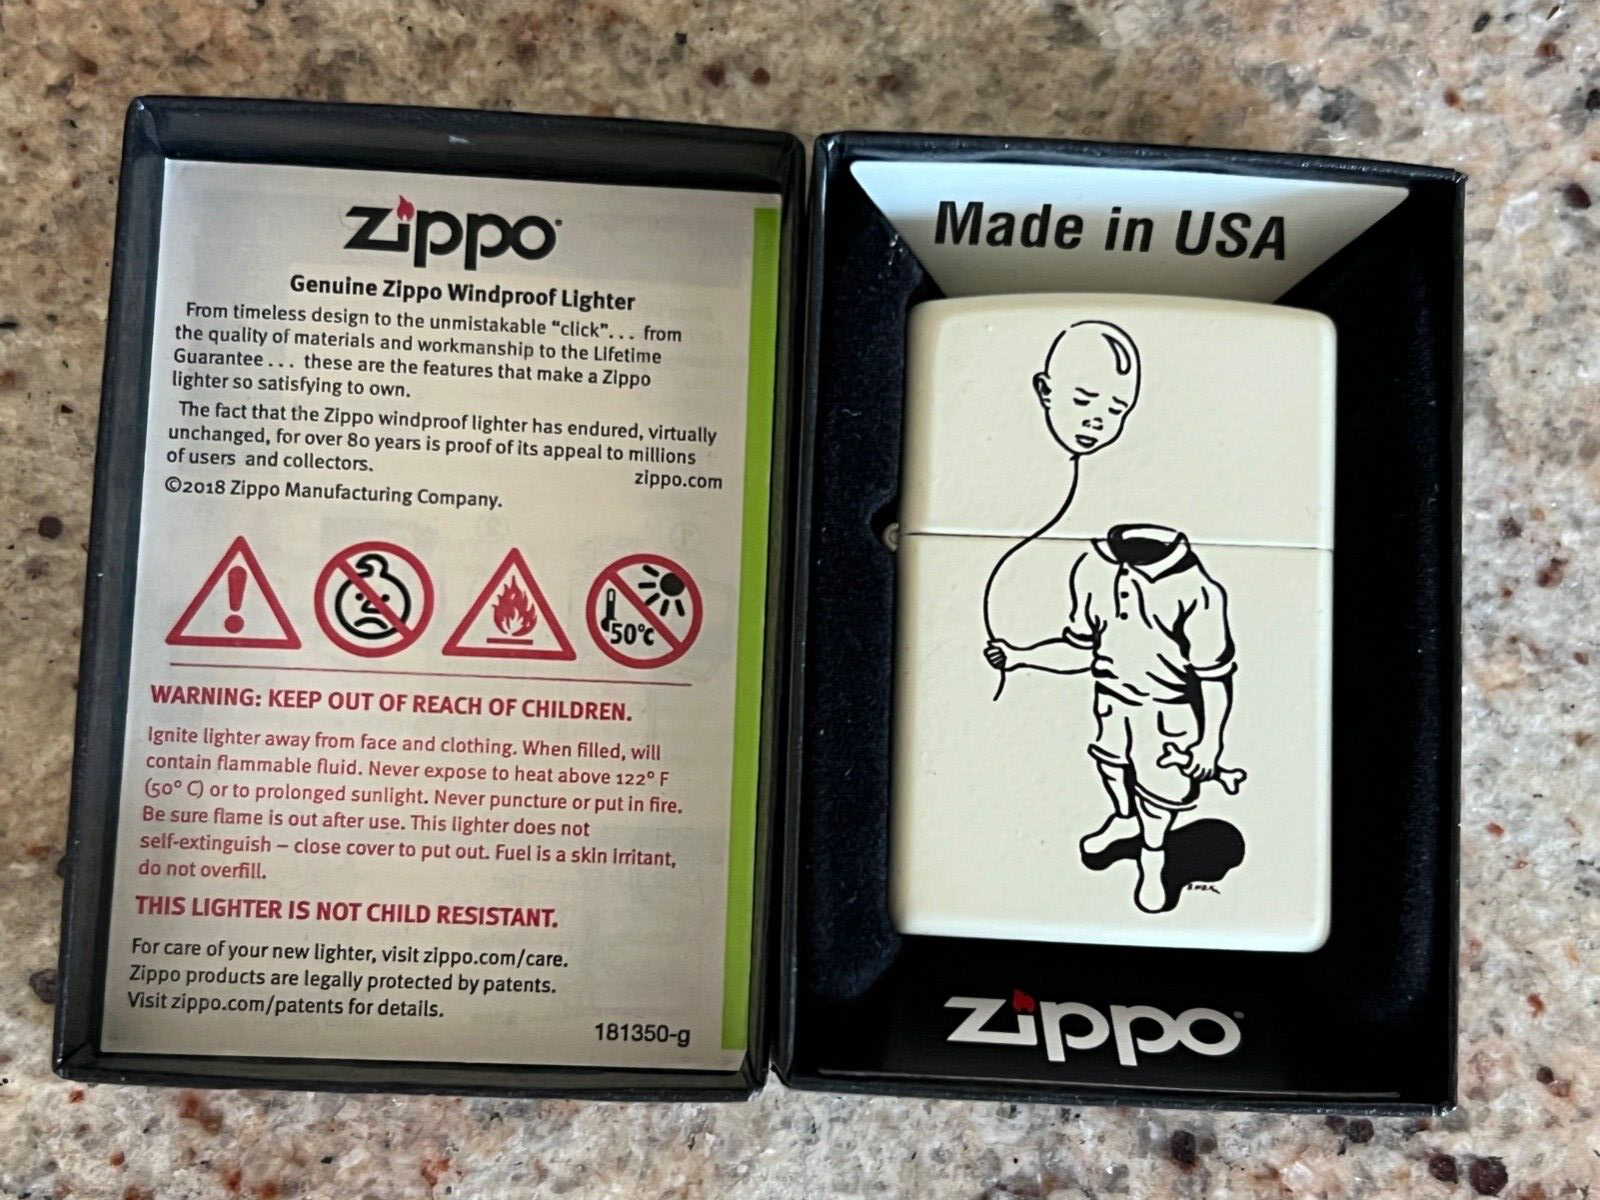 zippo
Genuine Zippo Windproof Lighter
From timeless design to the unmistakable “click”... from
the quality of materials and workmanship to the Lifetime
Guarantee... these are the features that make a Zippo
lighter so satisfying to own.
The fact that the Zippo windproof lighter has endured, virtually
unchanged, for over 80 years is proof of its appeal to millions
of users and collectors.
zippo.com
©2018 Zippo Manufacturing Company.
50°C
WARNING: KEEP OUT OF REACH OF CHILDREN.
Ignite lighter away from face and clothing. When filled, will
contain flammable fluid. Never expose to heat above 122° F
(50° C) or to prolonged sunlight. Never puncture or put in fire.
Be sure flame is out after use. This lighter does not
self-extinguish – close cover to put out. Fuel is a skin irritant,
do not overfill.
THIS LIGHTER IS NOT CHILD RESISTANT.
For care of your new lighter, visit zippo.com/care.
Zippo products are legally protected by patents.
Visit zippo.com/patents for details.
181350-g
Made in USA
zippo